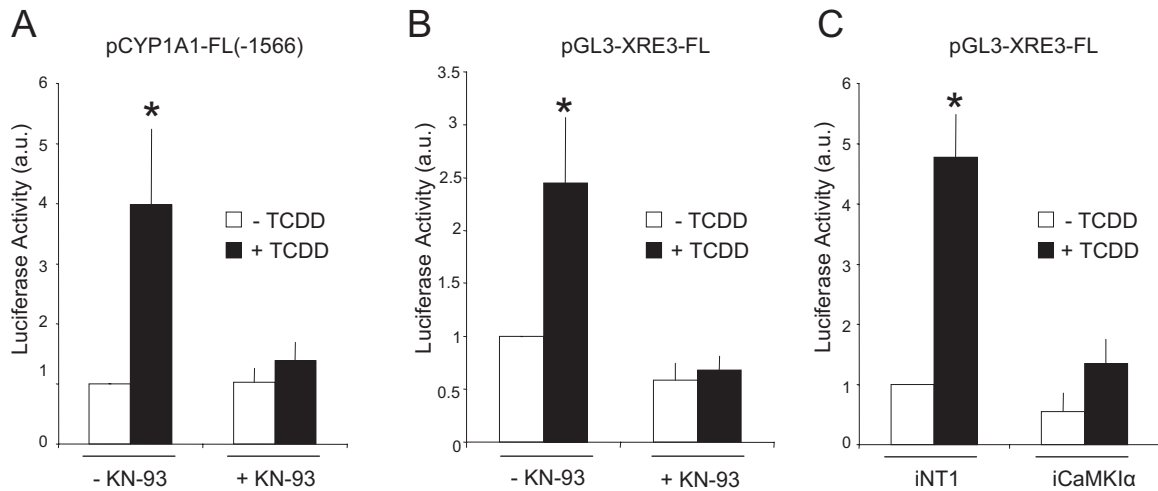 A
pCYP1A1-FL(-1566)
Luciferase Activity (a.u.)
6
5
4
3
2
1
0
*
- TCDD
+ TCDD
- KN-93
+ KN-93
B
pGL3-XRE3-FL
Luciferase Activity (a.u.)
3.5
3
2.5
2
1.5
1
0.5
0
*
- TCDD
+ TCDD
- KN-93
+ KN-93
C
pGL3-XRE3-FL
Luciferase Activity (a.u.)
6
5
4
3
2
1
0
*
- TCDD
+ TCDD
iNT1
iCaMKIα